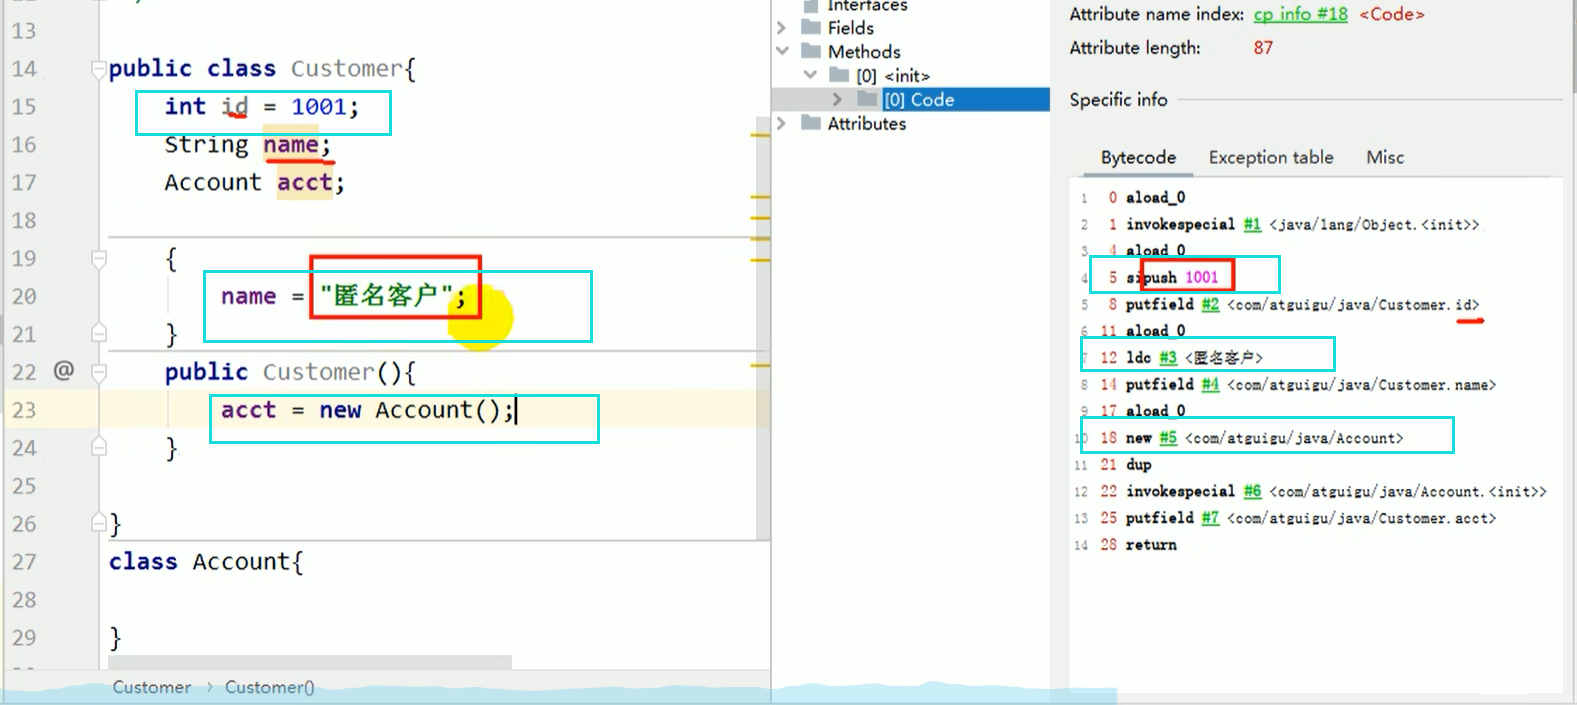 13
14 public class Customer{
15 int id = 1001;
16 String name;
17 Account acct;
18
19 {
20 name = "匿名客户";
21 }
22 @ public Customer(){
23 acct = new Account();
24 }
25
26 }
27 class Account{
28
29 }
Customer › Customer()
Interfaces
Fields
Methods
[0] <init>
[0] Code
Attributes
Attribute name index: cp info #18 <Code>
Attribute length: 87
Specific info
Bytecode Exception table Misc
1 0 aload_0
2 1 invokespecial #1 <java/lang/Object.<init>>
3 4 aload_0
4 5 sipush 1001
5 8 putfield #2 <com/atguigu/java/Customer.id>
6 11 aload_0
7 12 ldc #3 <匿名客户>
8 14 putfield #4 <com/atguigu/java/Customer.name>
9 17 aload_0
10 18 new #5 <com/atguigu/java/Account>
11 21 dup
12 22 invokespecial #6 <com/atguigu/java/Account.<init>>
13 25 putfield #7 <com/atguigu/java/Customer.acct>
14 28 return